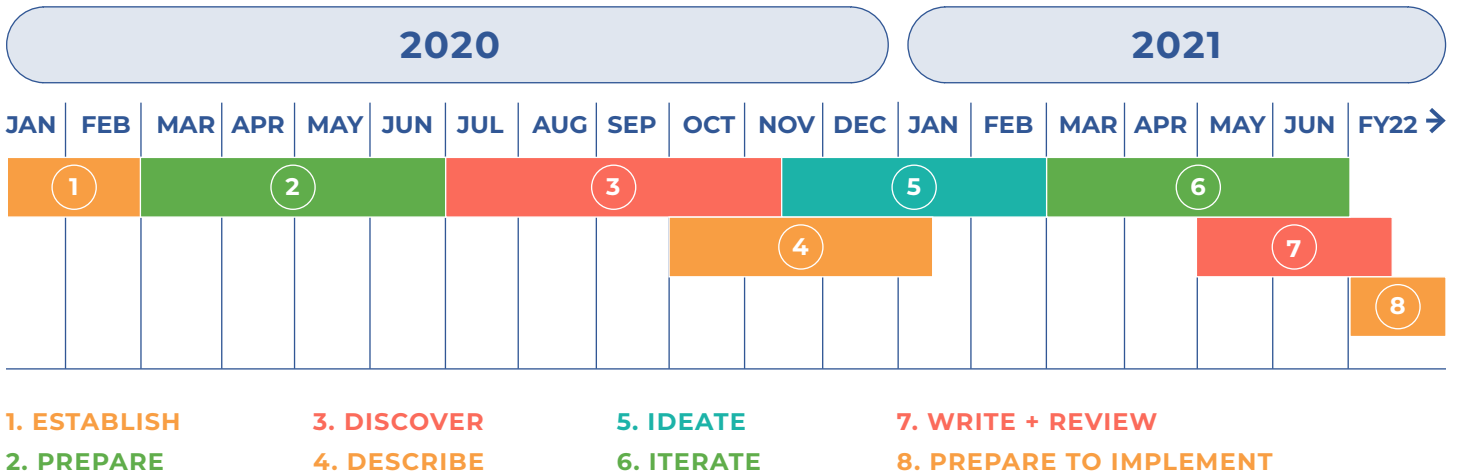 2020 2021
JAN FEB MAR APR MAY JUN JUL AUG SEP OCT NOV DEC JAN FEB MAR APR MAY JUN FY22 →
1 2 3 5 6
4 7
8
1. ESTABLISH 3. DISCOVER 5. IDEATE 7. WRITE + REVIEW
2. PREPARE 4. DESCRIBE 6. ITERATE 8. PREPARE TO IMPLEMENT